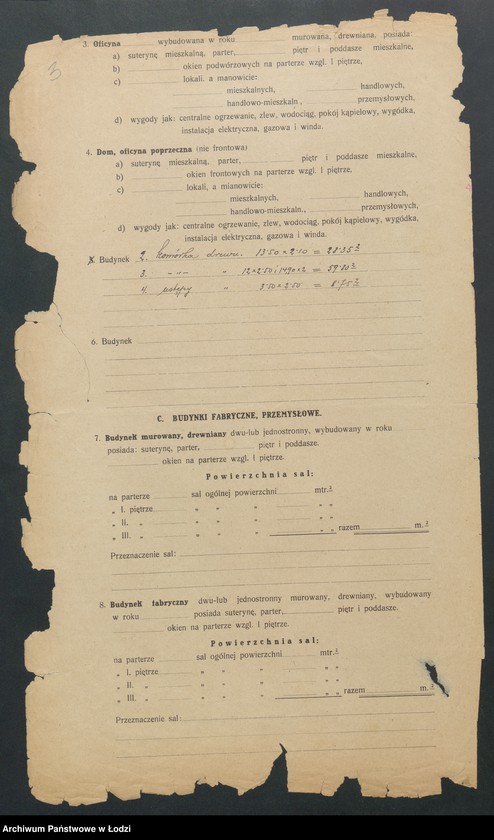 3
3. Oficyna wybudowana w roku murowana, drewniana, posiada:
a) suterynę mieszkalną, parter, piętr i poddasze mieszkalne,
b) okien podwórzowych na parterze wzgl. I piętrze.
c) lokali, a manowicie:
mieszkalnych, handlowych,
handlowo-mieszkaln, przemysłowych,
d) wygody jak: centralne ogrzewanie, zlew, wodociąg, pokój kąpielowy, wygódka,
instalacja elektryczna, gazowa i winda.
4. Dom, oficyna poprzeczna (nie frontowa)
a) suterynę mieszkalną, parter, piętr i poddasze mieszkalne,
b) okien frontowych na parterze wzgl. I piętrze.
c) lokali, a mianowicie:
mieszkalnych, handlowych,
handlowo-mieszkaln., przemysłowych,
d) wygody jak: centralne ogrzewanie, zlew, wodociąg, pokój kąpielowy, wygódka,
instalacja elektryczna, gazowa i winda.
Budynek 2. Komórka drewn. 13.50 × 2.10 = 28.35²
3. " " "
4. ustępy " 3.50 × 2.50 = 8.75²
6. Budynek
C. BUDYNKI FABRYCZNE, PRZEMYSŁOWE.
7. Budynek murowany, drewniany dwu-lub jednostronny, wybudowany w roku
posiada: suterynę, parter, piętr i poddasze.
okien na parterze wzgl. I piętrze.
Powierzchnia sal:
na parterze sal ogólnej powierzchni mtr.²
„ I. piętrze „ „ „ „ „
„ II. „ „ „ „ „ „
„ III. „ „ „ „ „ „ razem m.²
Przeznaczenie sal:
8. Budynek fabryczny dwu-lub jednostronny murowany, drewniany, wybudowany
w roku posiada suterynę, parter, piętr i poddasze.
okien na parterze wzgl. I piętrze.
Powierzchnia sal:
na parterze sal ogólnej powierzchni mtr.²
„ I. piętrze „ „ „ „ „
„ II. „ „ „ „ „ „
„ III. „ „ „ „ „ „ razem m.²
Przeznaczenie sal:
Archiwum Państwowe w Łodzi